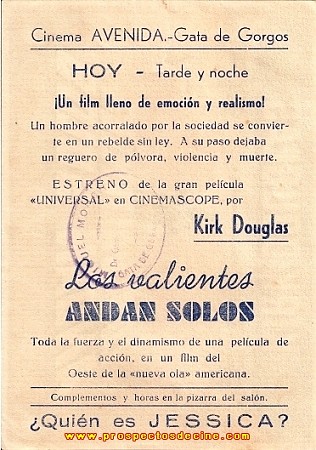 Cinema AVENIDA.-Gata de Gorgos
HOY - Tarde y noche
¡Un film lleno de emoción y realismo!
Un hombre acorralado por la sociedad se convier-
te en un rebelde sin ley. A su paso dejaba
un reguero de pólvora, violencia y muerte.
ESTRENO de la gran película
«UNIVERSAL» en CINEMASCOPE, por
Kirk Douglas
Los valientes
ANDAN SOLOS
Toda la fuerza y el dinamismo de una película de
acción, en un film del
Oeste de la «nueva ola» americana.
Complementos y horas en la pizarra del salón.
¿Quién es JESSICA?
www.prospectosdecine.com